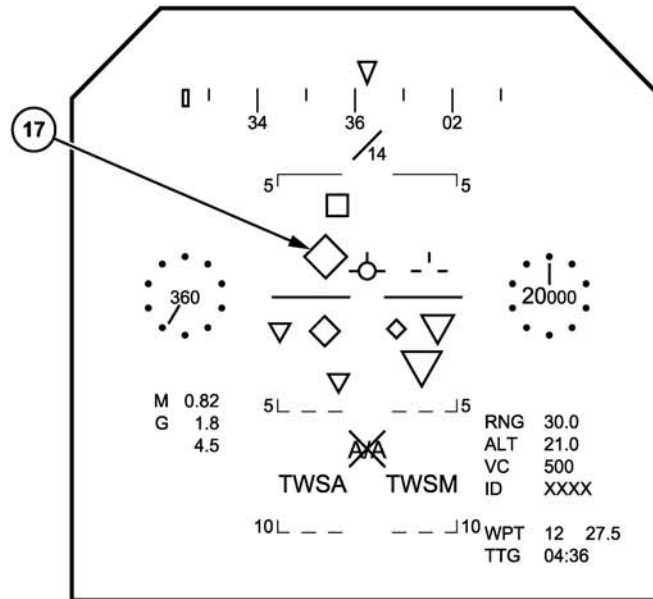 34 36 02
17
14
5 5
360 20000
M 0.82
G 1.8
4.5
5 5
A/A
TWSA TWSM
RNG 30.0
ALT 21.0
VC 500
ID XXXX
10 10
WPT 12 27.5
TTG 04:36